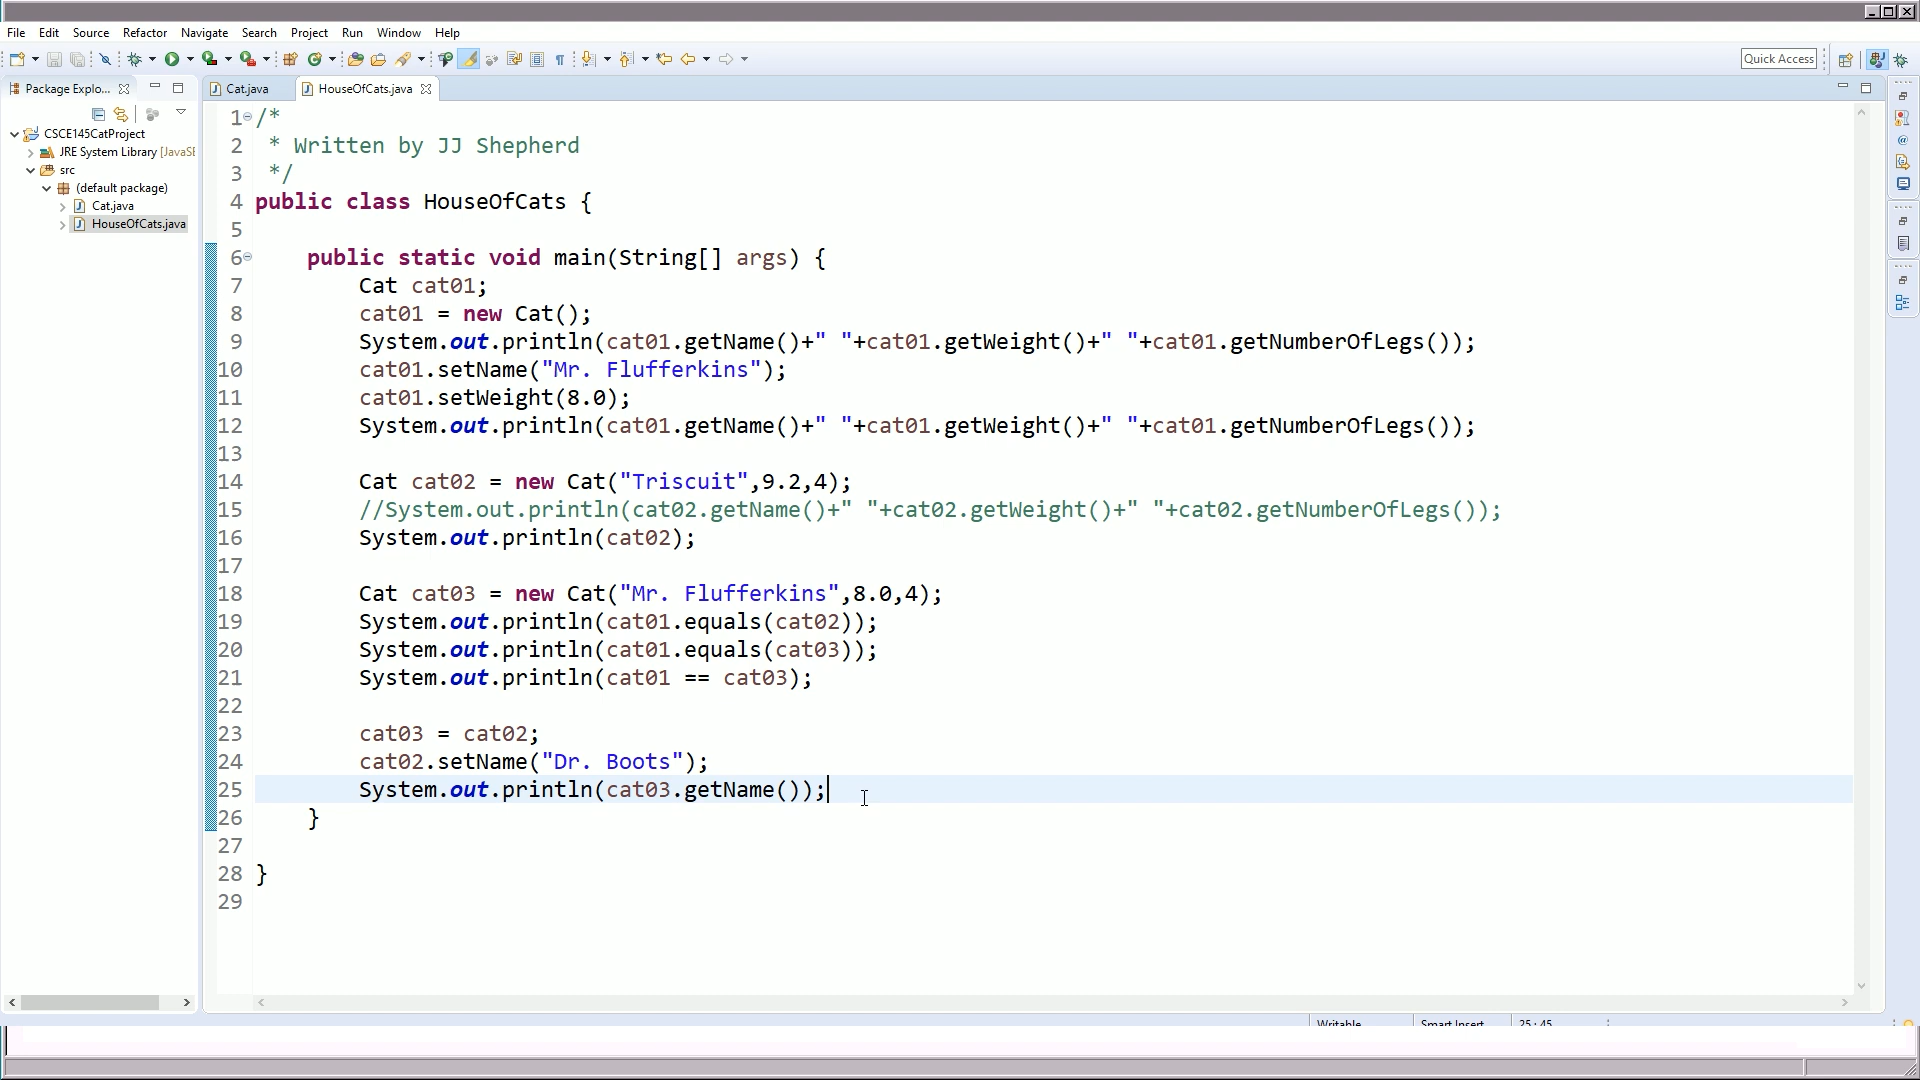 File Edit Source Refactor Navigate Search Project Run Window Help
Quick Access
Package Explo...
Cat.java
HouseOfCats.java
CSCE145CatProject
JRE System Library
src
(default package)
Cat.java
HouseOfCats.java
1 /*
2  * Written by JJ Shepherd
3  */
4 public class HouseOfCats {
5
6     public static void main(String[] args) {
7         Cat cat01;
8         cat01 = new Cat();
9         System.out.println(cat01.getName()+" "+cat01.getWeight()+" "+cat01.getNumberOfLegs());
10         cat01.setName("Mr. Flufferkins");
11         cat01.setWeight(8.0);
12         System.out.println(cat01.getName()+" "+cat01.getWeight()+" "+cat01.getNumberOfLegs());
13
14         Cat cat02 = new Cat("Triscuit",9.2,4);
15         //System.out.println(cat02.getName()+" "+cat02.getWeight()+" "+cat02.getNumberOfLegs());
16         System.out.println(cat02);
17
18         Cat cat03 = new Cat("Mr. Flufferkins",8.0,4);
19         System.out.println(cat01.equals(cat02));
20         System.out.println(cat01.equals(cat03));
21         System.out.println(cat01 == cat03);
22
23         cat03 = cat02;
24         cat02.setName("Dr. Boots");
25         System.out.println(cat03.getName());
26     }
27
28 }
29
Writable Smart Insert 25 : 45